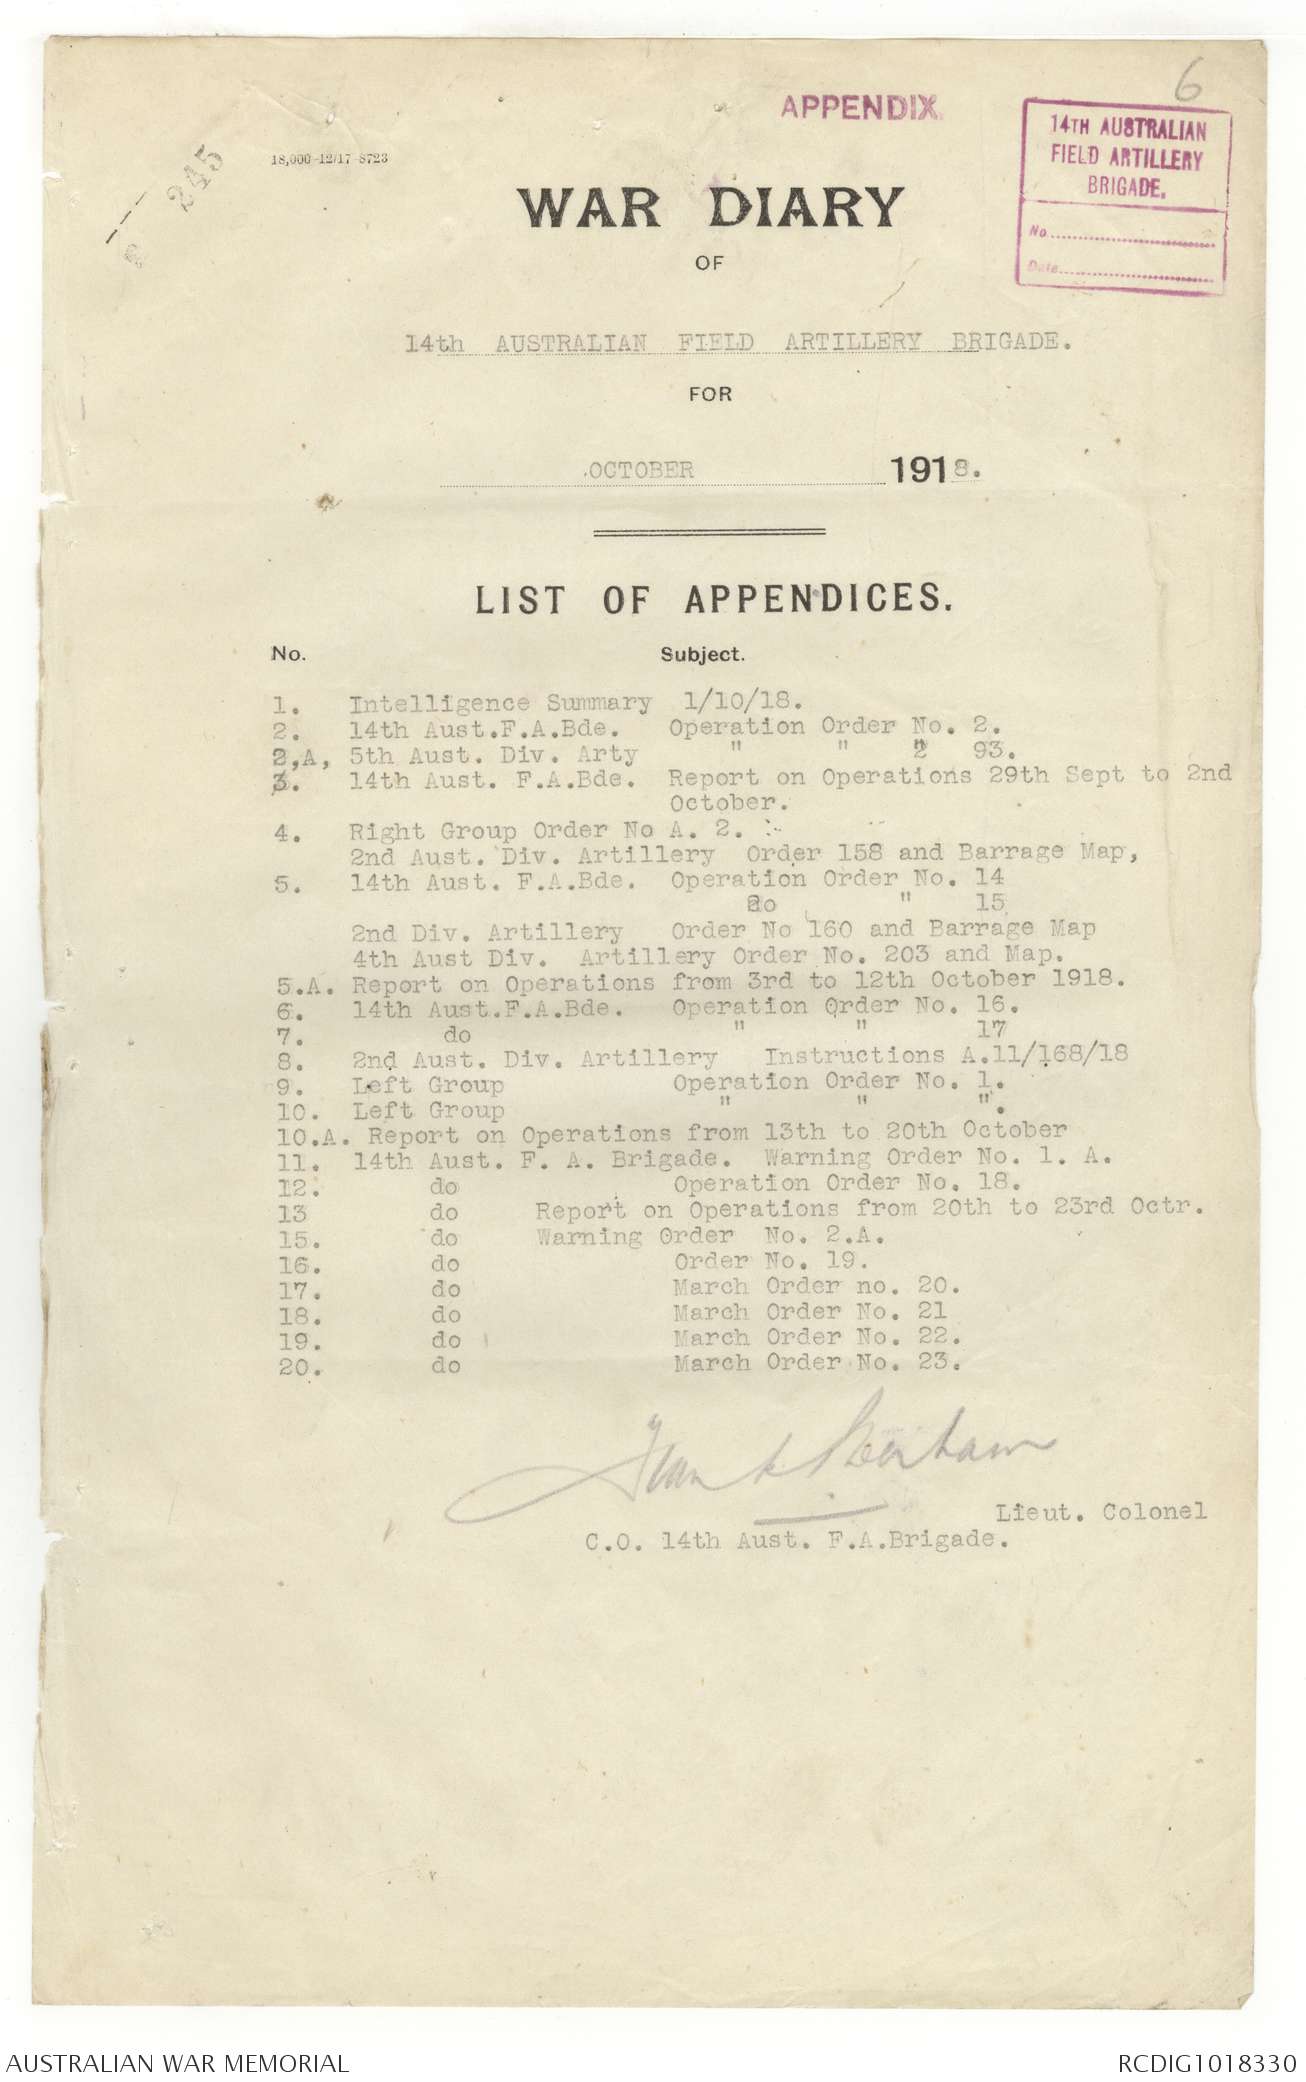 6
APPENDIX.
14TH AUSTRALIAN
FIELD ARTILLERY
BRIGADE.
No.
Date
245
18,000-12/17-8723
WAR DIARY
OF
14th AUSTRALIAN FIELD ARTILLERY BRIGADE.
FOR
OCTOBER 1918.
LIST OF APPENDICES.
No. Subject.
1. Intelligence Summary 1/10/18.
2. 14th Aust.F.A.Bde. Operation Order No. 2.
2,A, 5th Aust. Div. Arty " " " 93.
3. 14th Aust. F.A.Bde. Report on Operations 29th Sept to 2nd
October.
4. Right Group Order No A. 2.
2nd Aust. Div. Artillery Order 158 and Barrage Map,
5. 14th Aust. F.A.Bde. Operation Order No. 14
do " 15
2nd Div. Artillery Order No 160 and Barrage Map
4th Aust Div. Artillery Order No. 203 and Map.
5.A. Report on Operations from 3rd to 12th October 1918.
6. 14th Aust.F.A.Bde. Operation Order No. 16.
7. do " " 17
8. 2nd Aust. Div. Artillery Instructions A.11/168/18
9. Left Group Operation Order No. 1.
10. Left Group " " ".
10.A. Report on Operations from 13th to 20th October
11. 14th Aust. F. A. Brigade. Warning Order No. 1. A.
12. do Operation Order No. 18.
13 do Report on Operations from 20th to 23rd Octr.
15. do Warning Order No. 2.A.
16. do Order No. 19.
17. do March Order no. 20.
18. do March Order No. 21
19. do March Order No. 22.
20. do March Order No. 23.
Lieut. Colonel
C.O. 14th Aust. F.A.Brigade.
AUSTRALIAN WAR MEMORIAL
RCDIG1018330